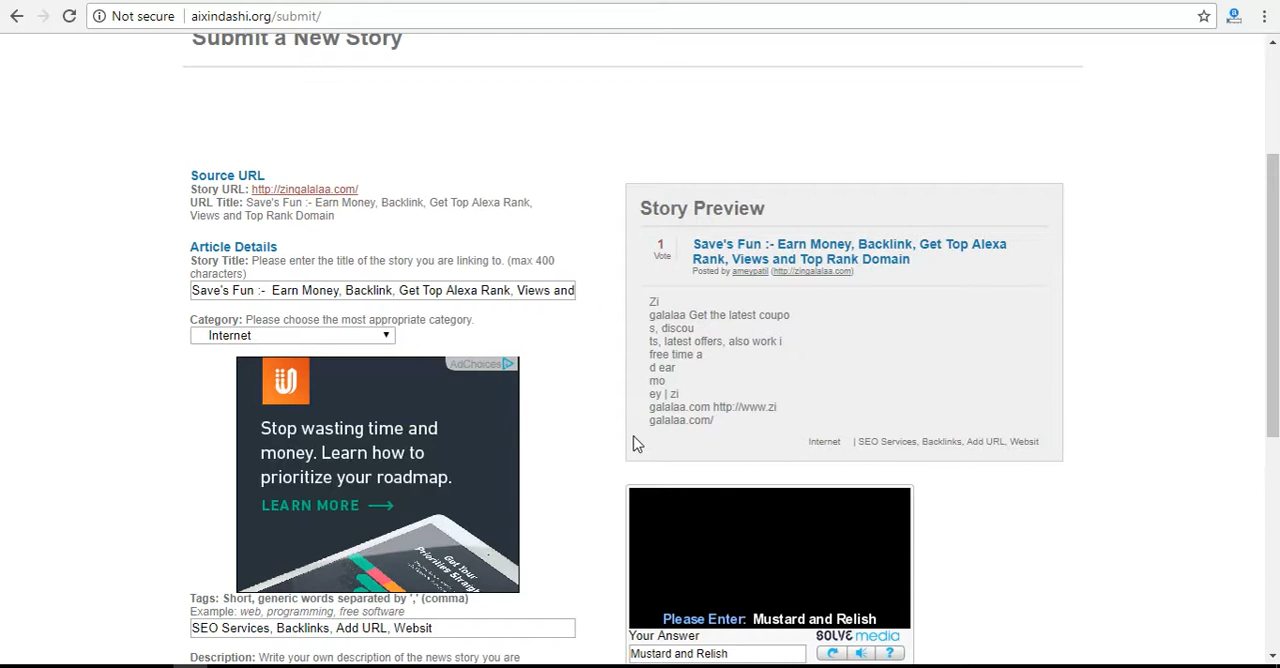 Not secure
aixindashi.org/submit/
Submit a New Story
Source URL
Story URL: http://zingalalaa.com/
URL Title: Save's Fun :- Earn Money, Backlink, Get Top Alexa Rank,
Views and Top Rank Domain
Article Details
Story Title: Please enter the title of the story you are linking to. (max 400
characters)
Save's Fun :- Earn Money, Backlink, Get Top Alexa Rank, Views and
Category: Please choose the most appropriate category.
Internet
AdChoices
Stop wasting time and
money. Learn how to
prioritize your roadmap.
LEARN MORE
Got Your
Priorities Straight
Tags: Short, generic words separated by ',' (comma)
Example: web, programming, free software
SEO Services, Backlinks, Add URL, Website
Description: Write your own description of the news story you are
Story Preview
1
Vote
Save's Fun :- Earn Money, Backlink, Get Top Alexa
Rank, Views and Top Rank Domain
Posted by ameypatil (http://zingalalaa.com)
Zi
galalaa Get the latest coupo
s, discou
ts, latest offers, also work i
free time a
d ear
mo
ey | zi
galalaa.com http://www.zi
galalaa.com/
Internet | SEO Services, Backlinks, Add URL, Websit
Please Enter: Mustard and Relish
Your Answer
SOLVE media
Mustard and Relish
?